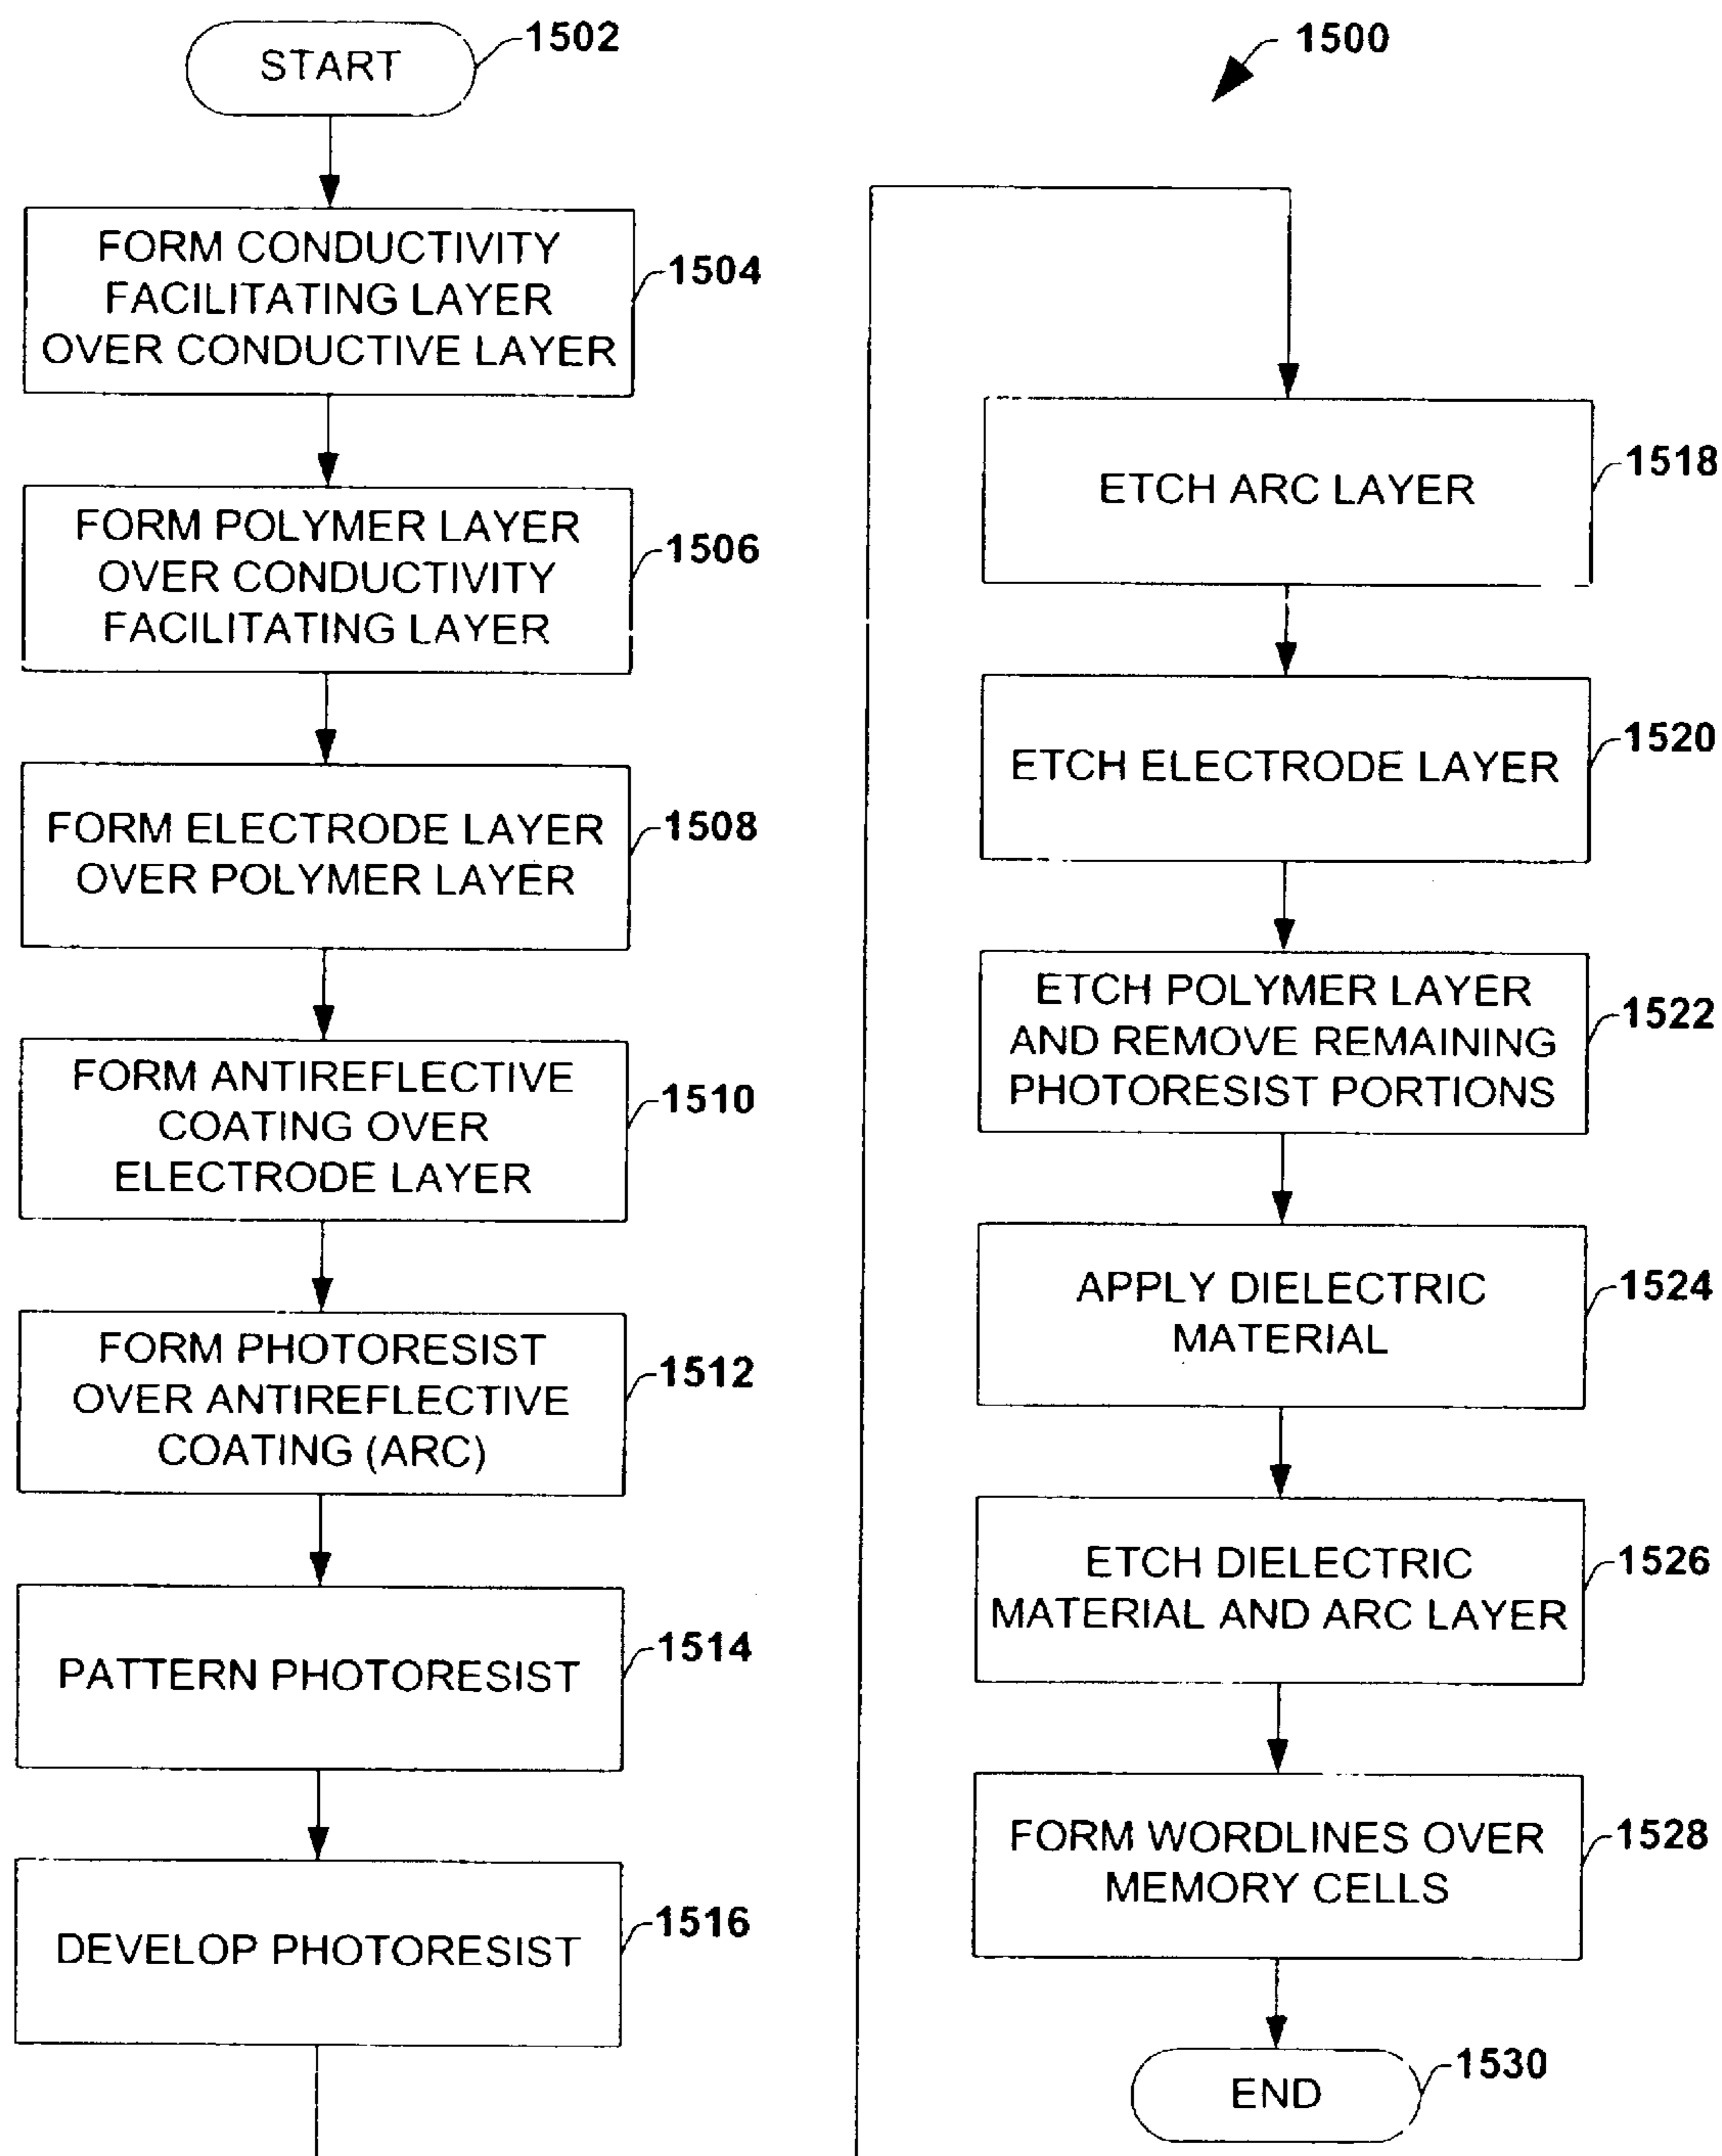 START
1502
1500
FORM CONDUCTIVITY
FACILITATING LAYER
OVER CONDUCTIVE LAYER
1504
FORM POLYMER LAYER
OVER CONDUCTIVITY
FACILITATING LAYER
1506
FORM ELECTRODE LAYER
OVER POLYMER LAYER
1508
FORM ANTIREFLECTIVE
COATING OVER
ELECTRODE LAYER
1510
FORM PHOTORESIST
OVER ANTIREFLECTIVE
COATING (ARC)
1512
PATTERN PHOTORESIST
1514
DEVELOP PHOTORESIST
1516
ETCH ARC LAYER
1518
ETCH ELECTRODE LAYER
1520
ETCH POLYMER LAYER
AND REMOVE REMAINING
PHOTORESIST PORTIONS
1522
APPLY DIELECTRIC
MATERIAL
1524
ETCH DIELECTRIC
MATERIAL AND ARC LAYER
1526
FORM WORDLINES OVER
MEMORY CELLS
1528
END
1530